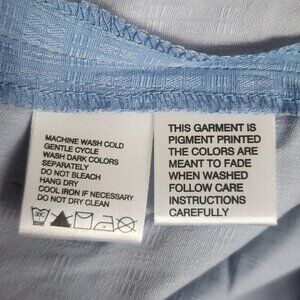 MACHINE WASH COLD
GENTLE CYCLE
WASH DARK COLORS
SEPARATELY
DO NOT BLEACH
HANG DRY
COOL IRON IF NECESSARY
DO NOT DRY CLEAN
THIS GARMENT IS
PIGMENT PRINTED
THE COLORS ARE
MEANT TO FADE
WHEN WASHED
FOLLOW CARE
INSTRUCTIONS
CAREFULLY